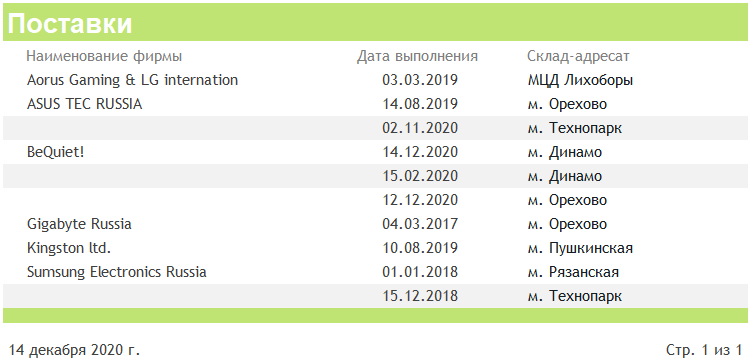 Поставки
Наименование фирмы Дата выполнения Склад-адресат
Aorus Gaming & LG internation 03.03.2019 МЦД Лихоборы
ASUS TEC RUSSIA 14.08.2019 м. Орехово
02.11.2020 м. Технопарк
BeQuiet! 14.12.2020 м. Динамо
15.02.2020 м. Динамо
12.12.2020 м. Орехово
Gigabyte Russia 04.03.2017 м. Орехово
Kingston ltd. 10.08.2019 м. Пушкинская
Sumsung Electronics Russia 01.01.2018 м. Рязанская
15.12.2018 м. Технопарк
14 декабря 2020 г. Стр. 1 из 1